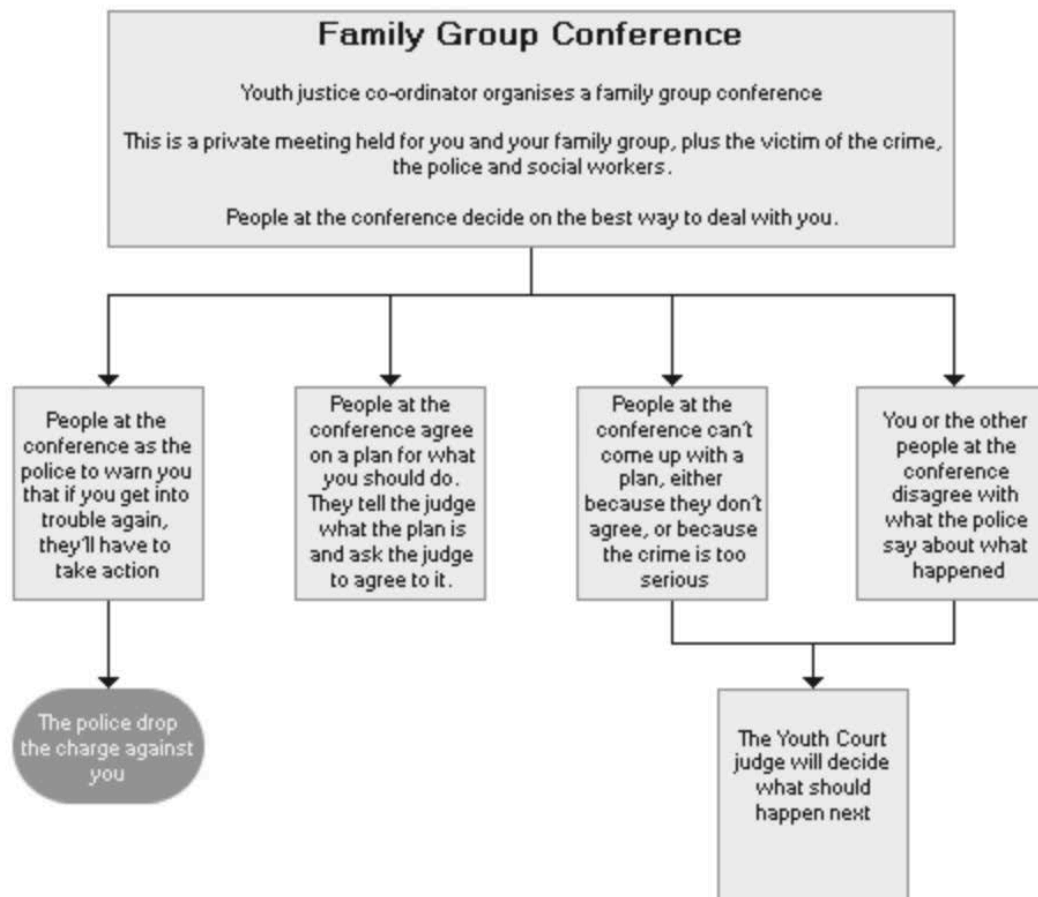 Family Group Conference
Youth justice co-ordinator organises a family group conference
This is a private meeting held for you and your family group, plus the victim of the crime,
the police and social workers.
People at the conference decide on the best way to deal with you.
People at the
conference as the
police to warn you
that if you get into
trouble again,
they'll have to
take action
People at the
conference agree
on a plan for what
you should do.
They tell the judge
what the plan is
and ask the judge
to agree to it.
People at the
conference can't
come up with a
plan, either
because they don't
agree, or because
the crime is too
serious
You or the other
people at the
conference
disagree with
what the police
say about what
happened
The police drop
the charge against
you
The Youth Court
judge will decide
what should
happen next